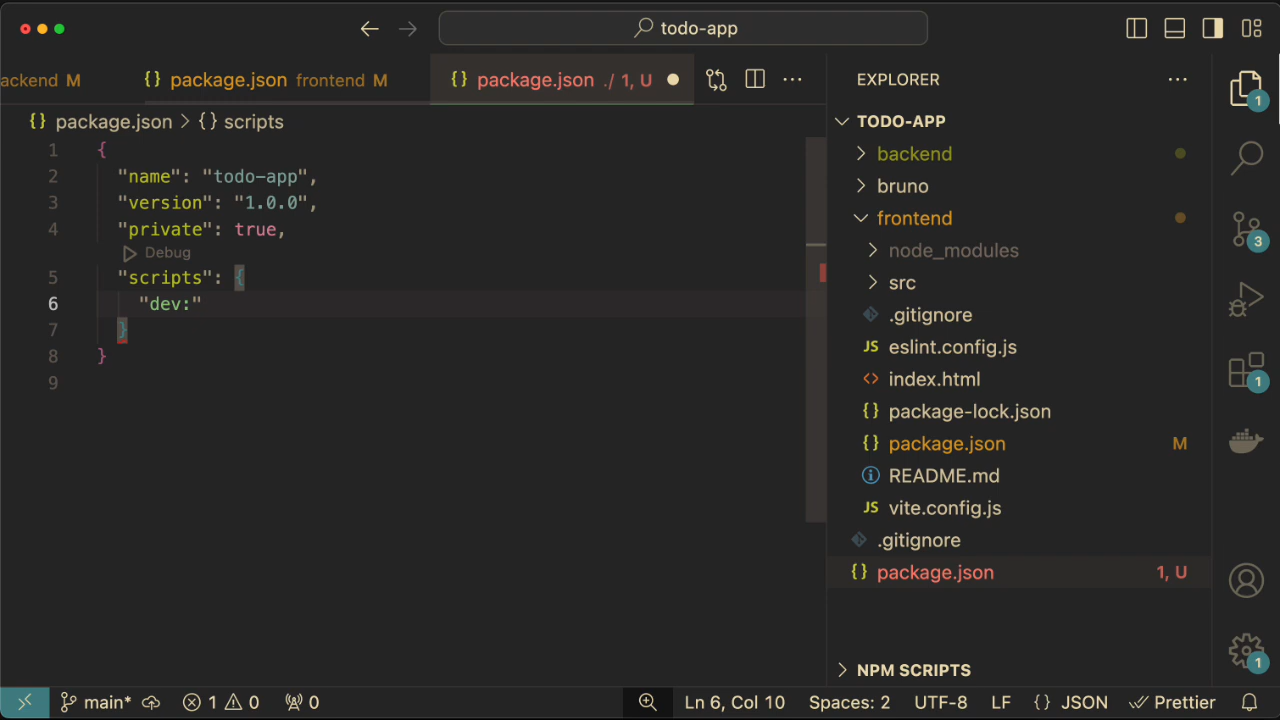 todo-app
ackend M
{} package.json frontend M
{} package.json ./ 1, U
{} package.json > {} scripts
1 {
2 "name": "todo-app",
3 "version": "1.0.0",
4 "private": true,
Debug
5 "scripts": {
6 "dev:"
7 }
8 }
9
EXPLORER
TODO-APP
backend
bruno
frontend
node_modules
src
.gitignore
JS eslint.config.js
<> index.html
{} package-lock.json
{} package.json M
README.md
JS vite.config.js
.gitignore
{} package.json 1, U
NPM SCRIPTS
1
3
1
1
main* 1 0 0 Ln 6, Col 10 Spaces: 2 UTF-8 LF {} JSON Prettier